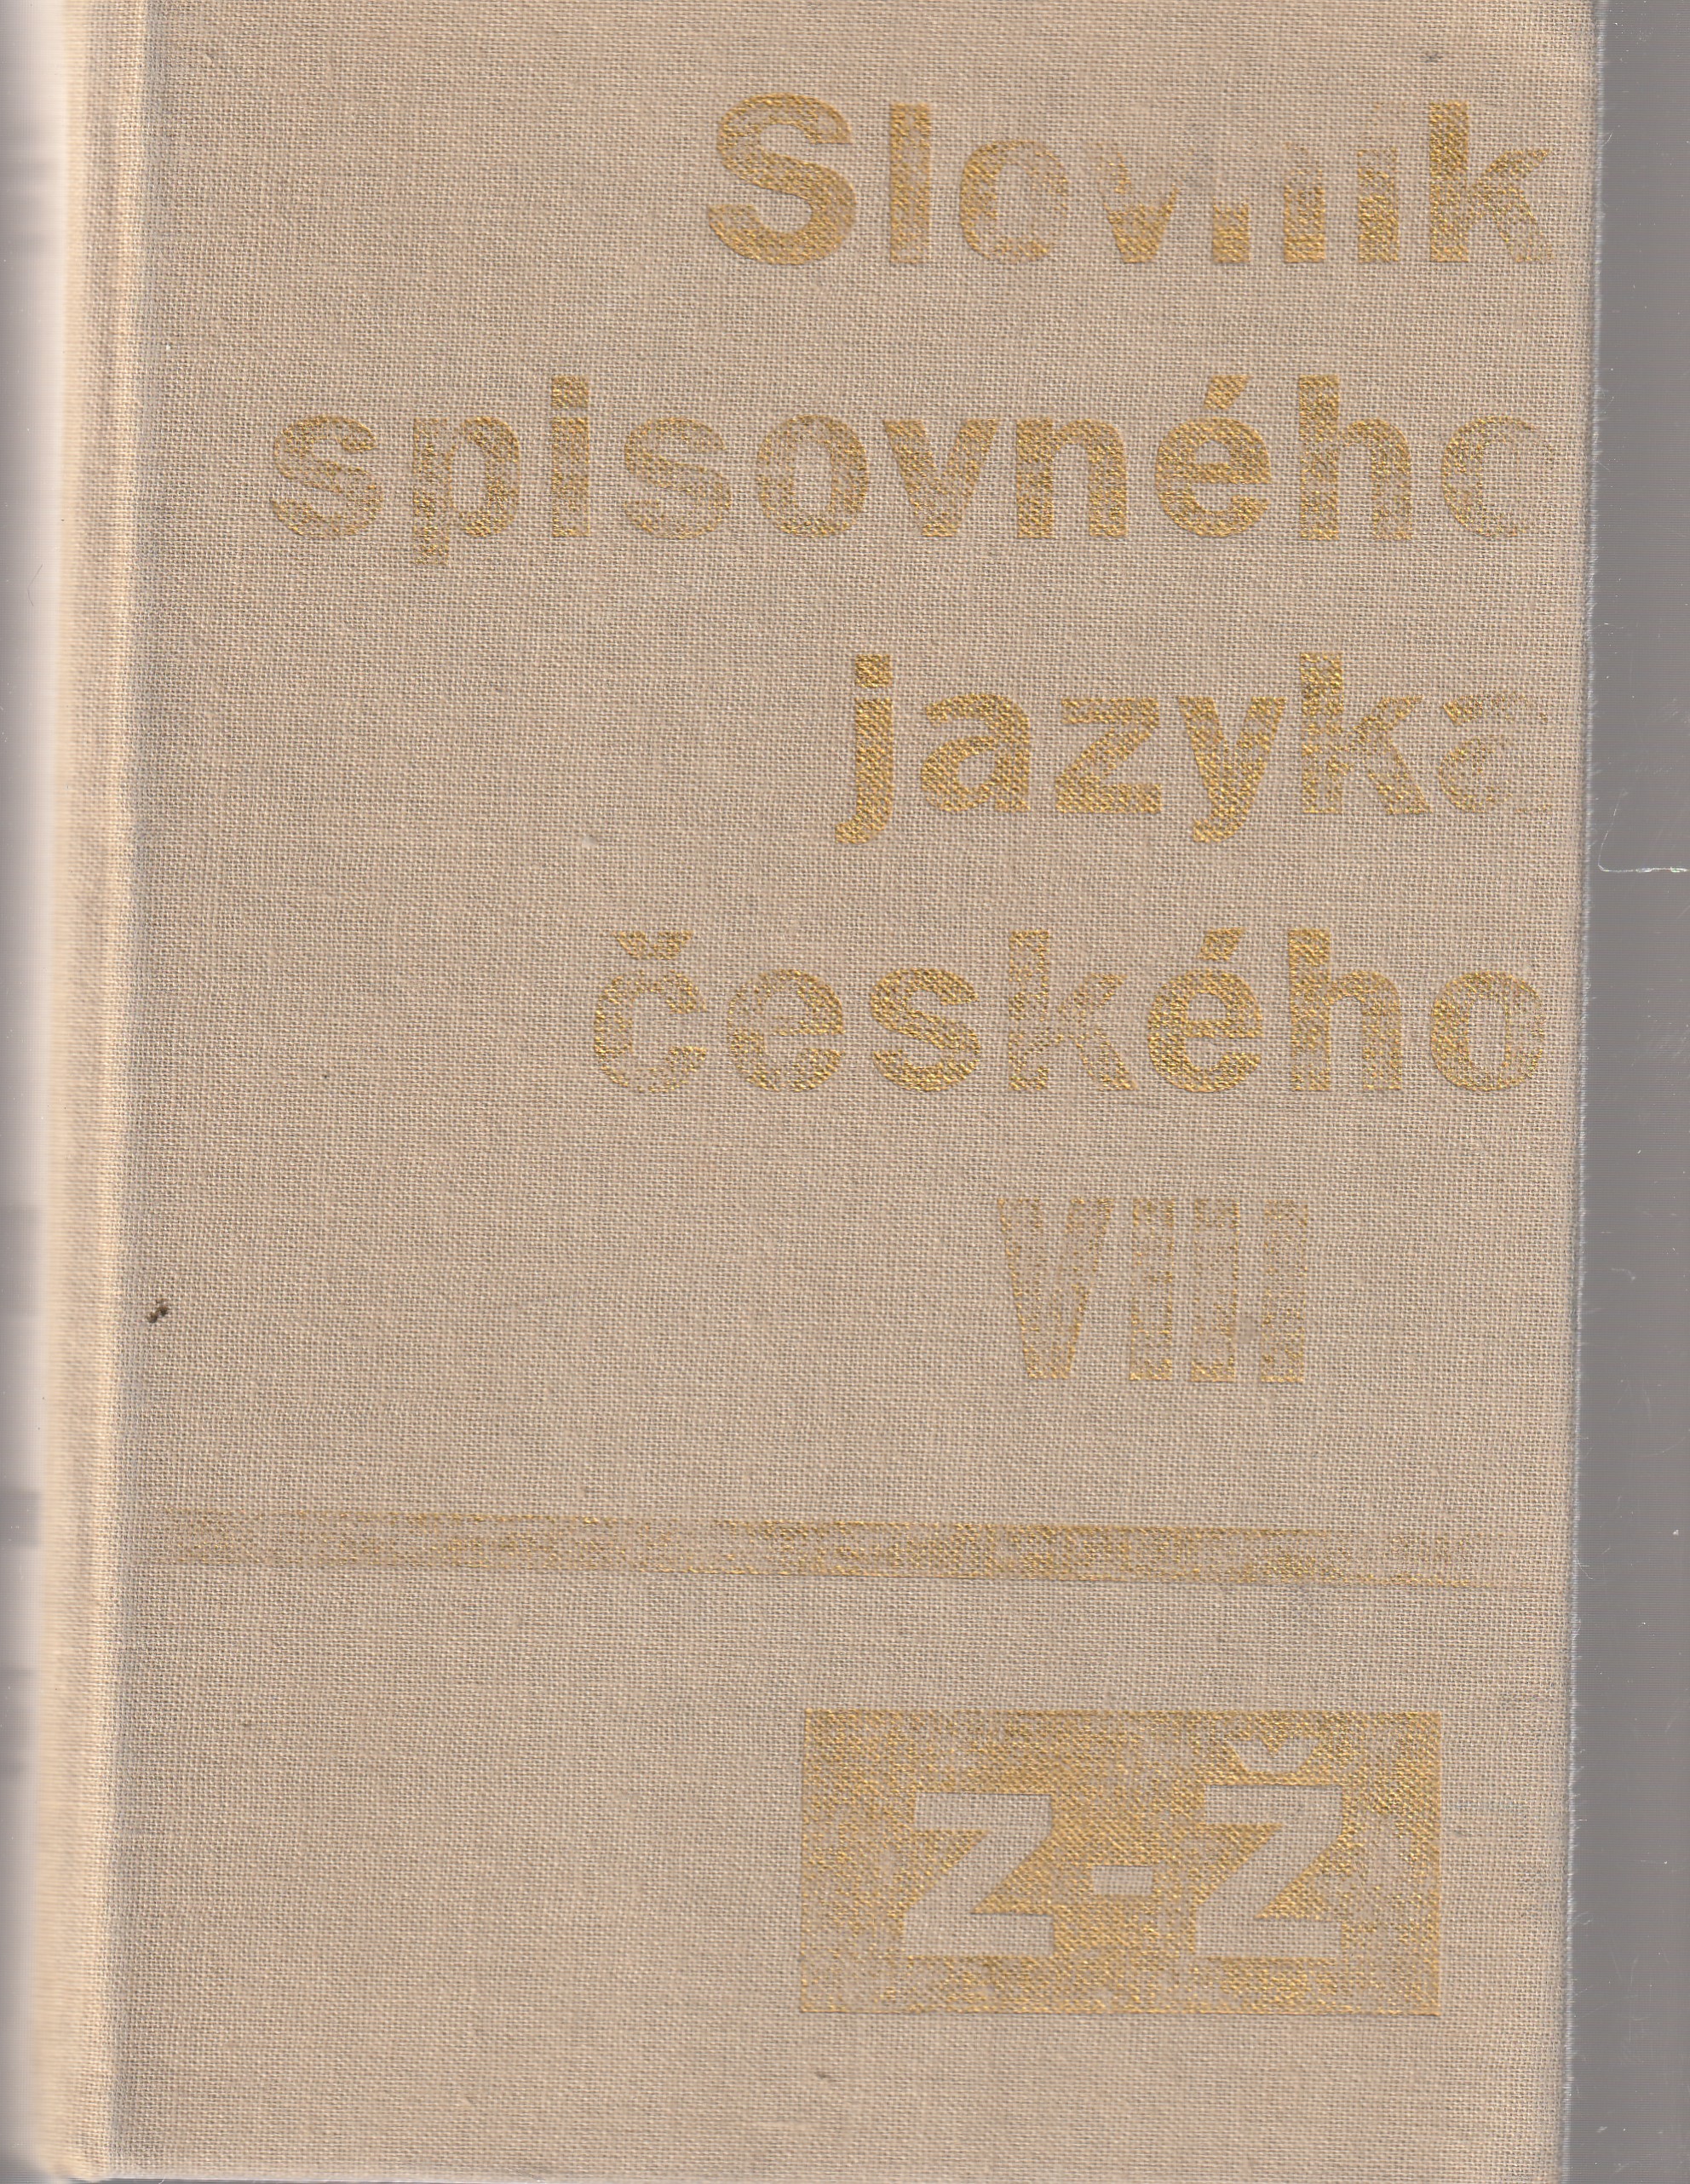 Slovník
spisovného
jazyka
českého
VIII
Z-Ž